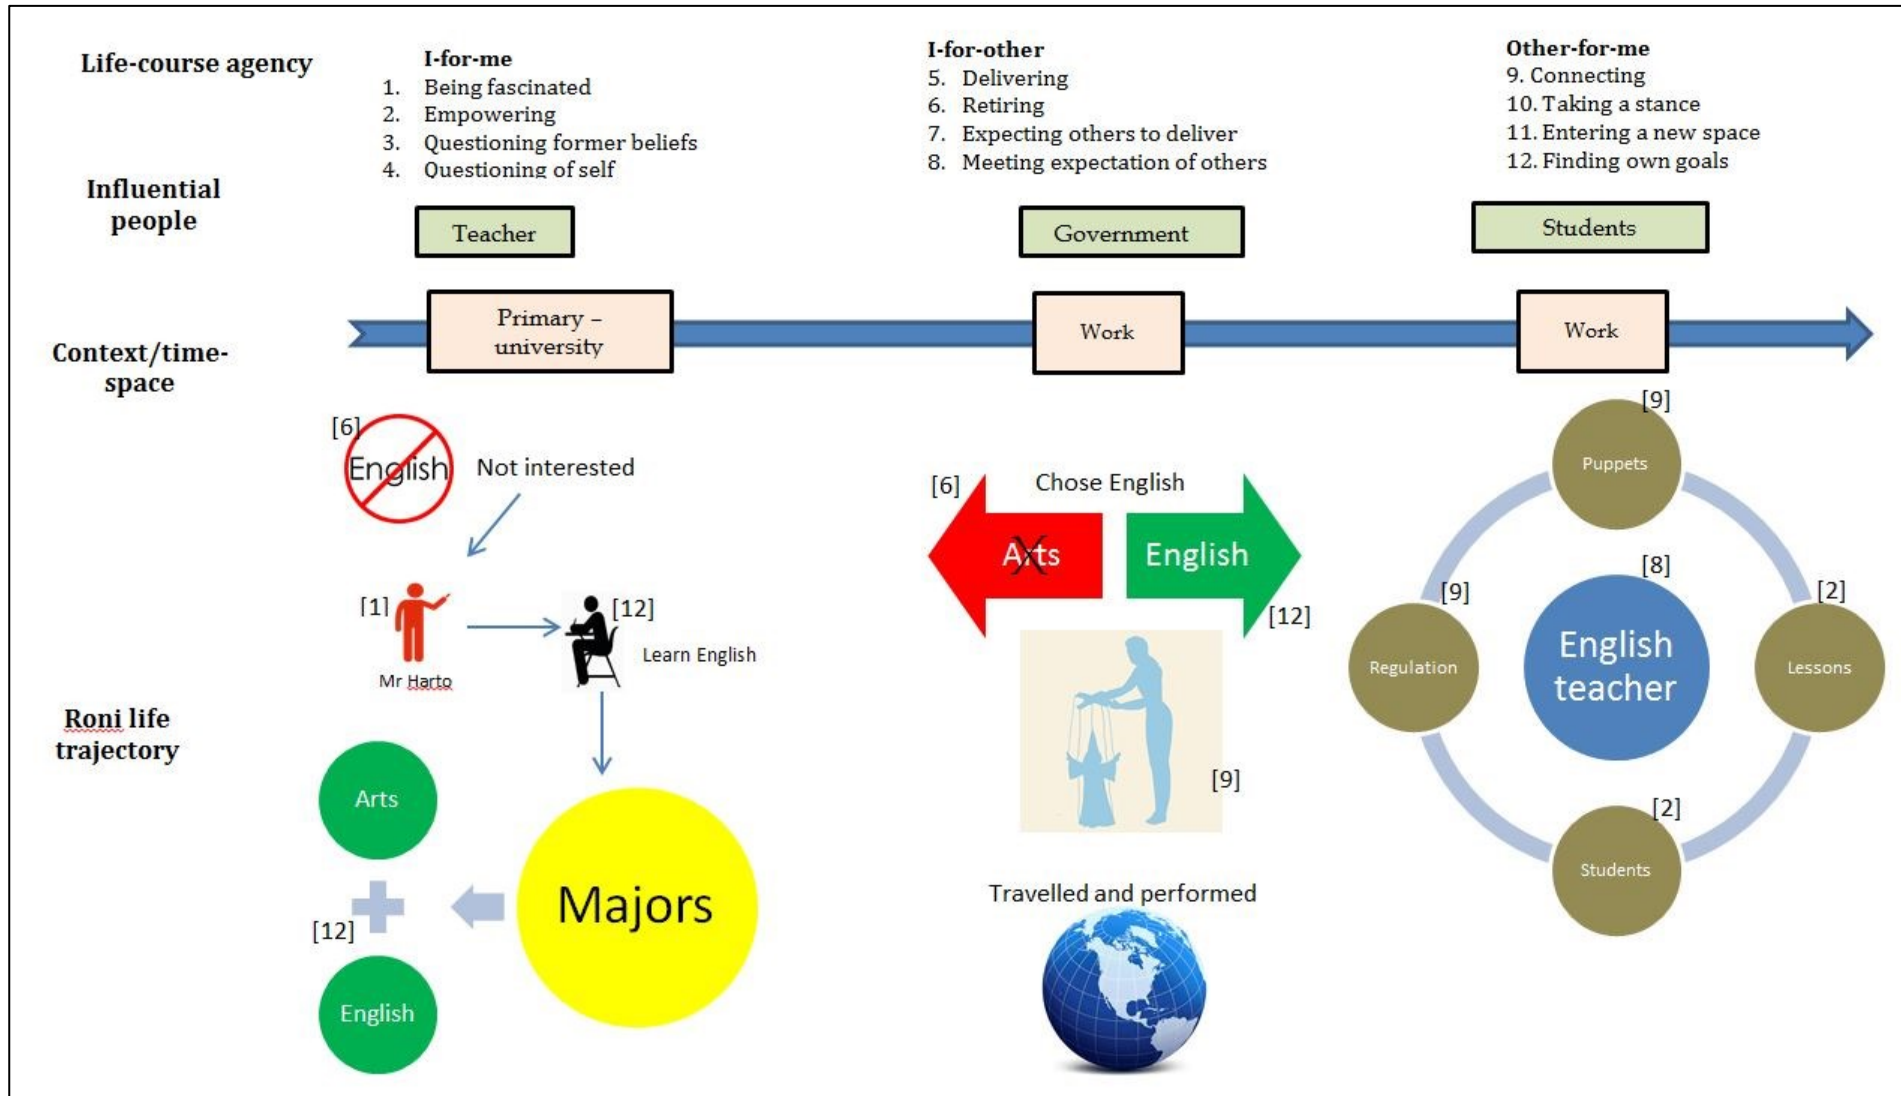 Life-course agency
I-for-me
1. Being fascinated
2. Empowering
3. Questioning former beliefs
4. Questioning of self
I-for-other
5. Delivering
6. Retiring
7. Expecting others to deliver
8. Meeting expectation of others
Other-for-me
9. Connecting
10. Taking a stance
11. Entering a new space
12. Finding own goals
Influential
people
Teacher
Government
Students
Context/time-
space
Primary –
university
Work
Work
Roni life
trajectory
[6]
English
Not interested
[1]
Mr Harto
[12]
Learn English
Majors
Arts
[12]
English
[6]
Chose English
Arts
X
English
[12]
[9]
Travelled and performed
[9]
Puppets
[8]
English
teacher
[9]
Regulation
[2]
Lessons
[2]
Students